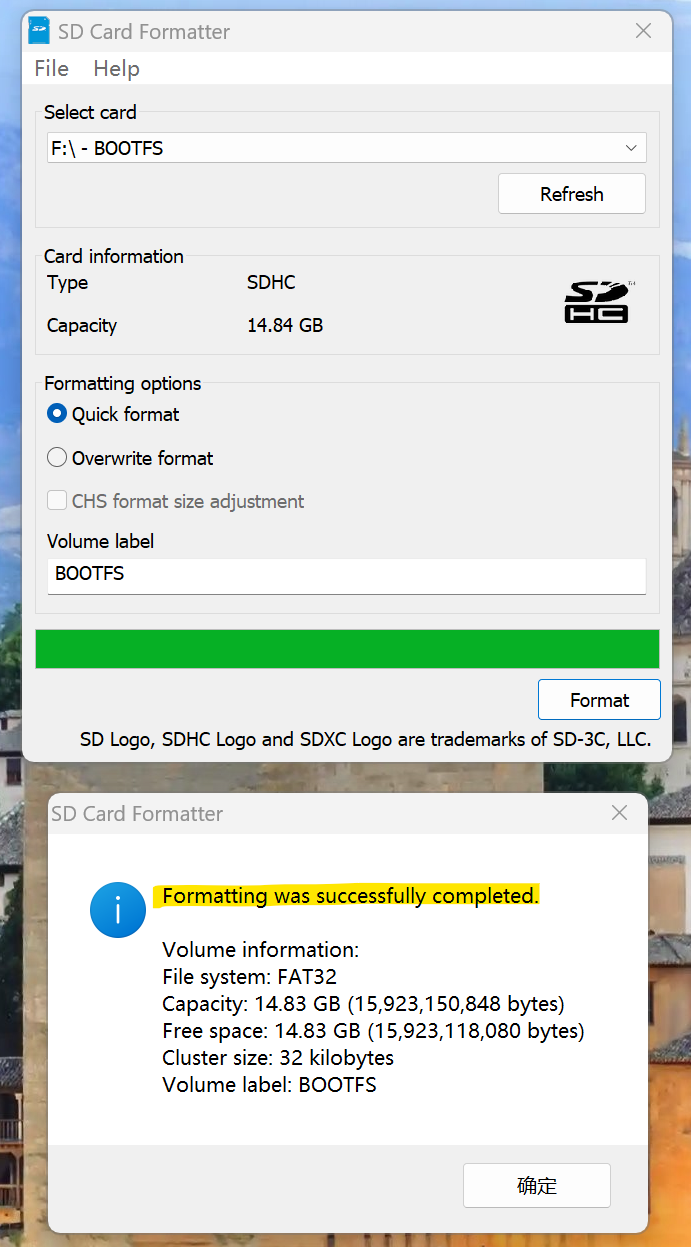 SD Card Formatter
File Help
Select card
F:\ - BOOTFS
Refresh
Card information
Type SDHC
Capacity 14.84 GB
SD HC TM
Formatting options
Quick format
Overwrite format
CHS format size adjustment
Volume label
BOOTFS
Format
SD Logo, SDHC Logo and SDXC Logo are trademarks of SD-3C, LLC.
SD Card Formatter
Formatting was successfully completed.
Volume information:
File system: FAT32
Capacity: 14.83 GB (15,923,150,848 bytes)
Free space: 14.83 GB (15,923,118,080 bytes)
Cluster size: 32 kilobytes
Volume label: BOOTFS
确定